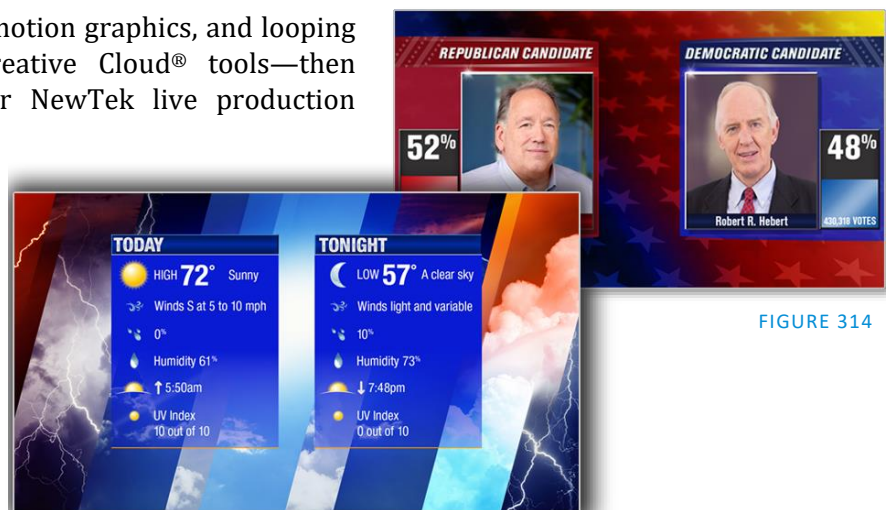 notion graphics, and looping
reative Cloud® tools—then
r NewTek live production
REPUBLICAN CANDIDATE
52%
DEMOCRATIC CANDIDATE
48%
Robert R. Hebert
430,318 VOTES
FIGURE 314
TODAY
HIGH 72° Sunny
Winds S at 5 to 10 mph
0%
Humidity 61%
↑ 5:50am
UV Index
10 out of 10
TONIGHT
LOW 57° A clear sky
Winds light and variable
10%
Humidity 73%
↓ 7:48pm
UV Index
0 out of 10